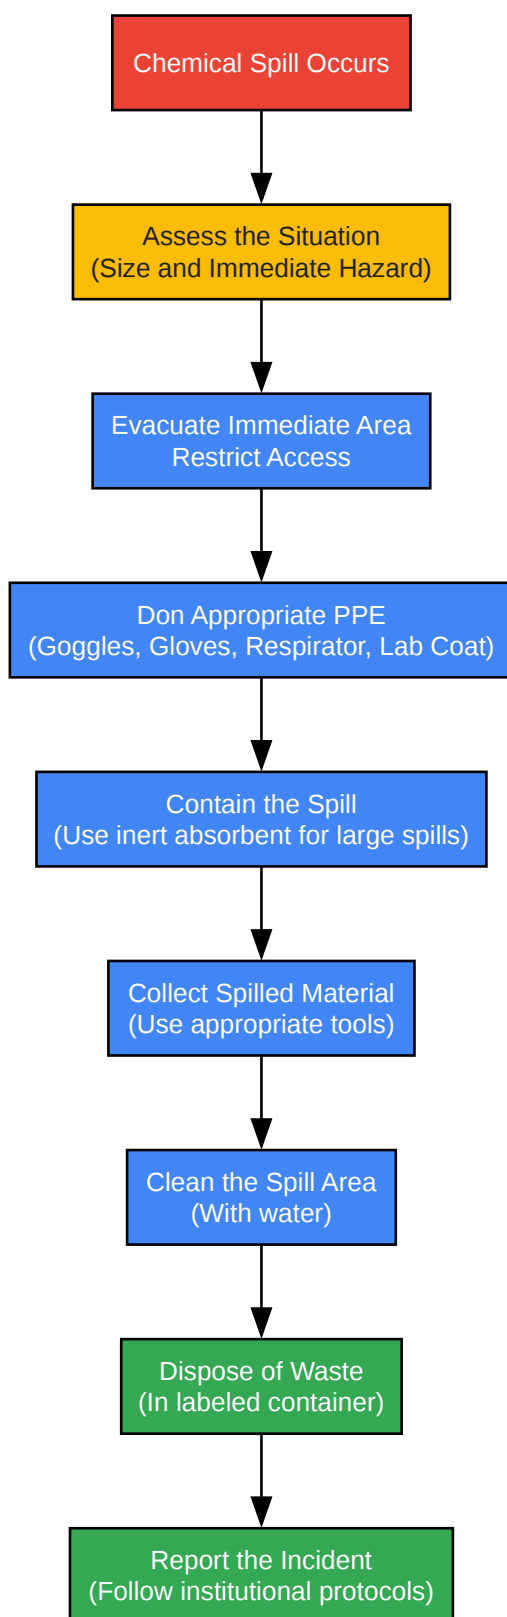 Chemical Spill Occurs
Assess the Situation
(Size and Immediate Hazard)
Evacuate Immediate Area
Restrict Access
Don Appropriate PPE
(Goggles, Gloves, Respirator, Lab Coat)
Contain the Spill
(Use inert absorbent for large spills)
Collect Spilled Material
(Use appropriate tools)
Clean the Spill Area
(With water)
Dispose of Waste
(In labeled container)
Report the Incident
(Follow institutional protocols)